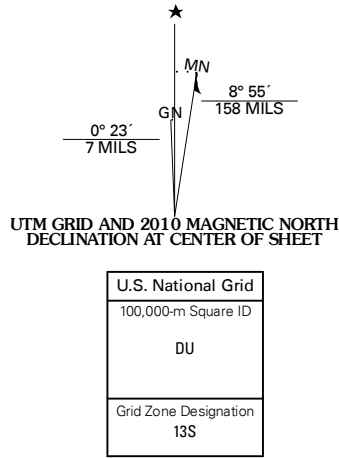 MN
8° 55´
158 MILS
GN
0° 23´
7 MILS
UTM GRID AND 2010 MAGNETIC NORTH
DECLINATION AT CENTER OF SHEET
U.S. National Grid
100,000-m Square ID
DU
Grid Zone Designation
13S